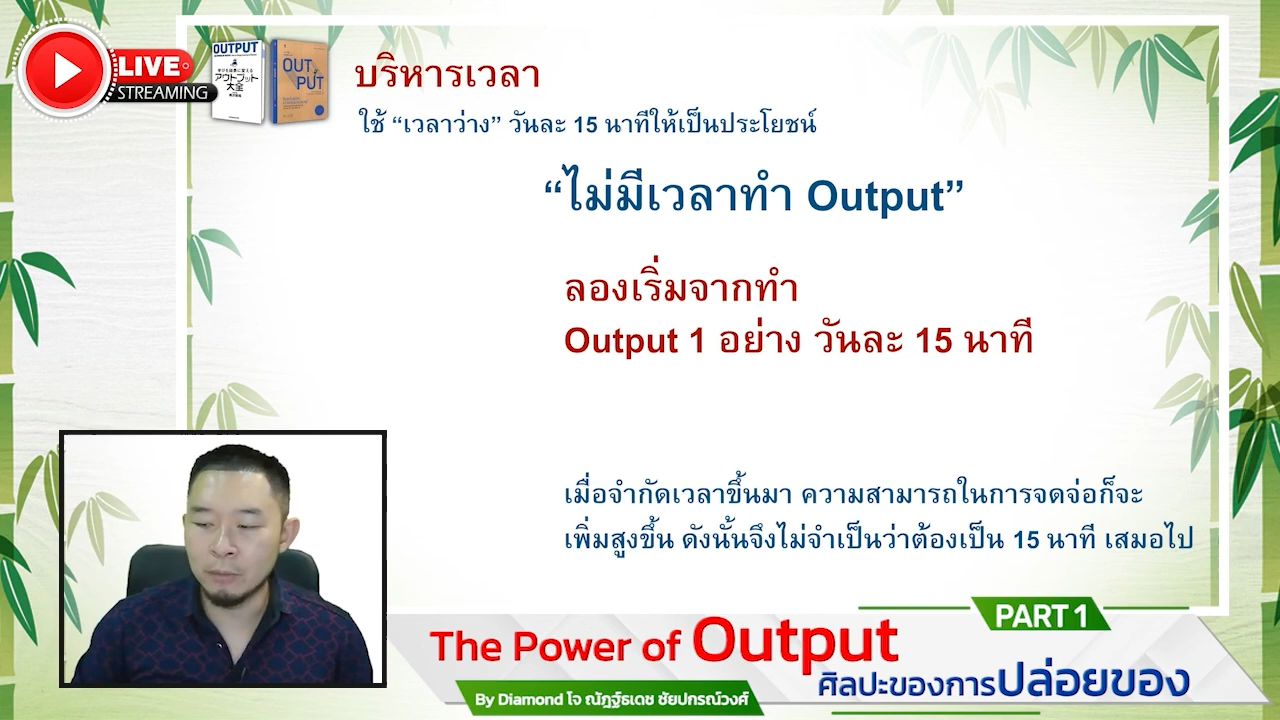 LIVE
STREAMING
OUTPUT
アウトプット
大全
OUT
PUT
บริหารเวลา
ใช้ “เวลาว่าง” วันละ 15 นาทีให้เป็นประโยชน์
“ไม่มีเวลาทำ Output”
ลองเริ่มจากทำ
Output 1 อย่าง วันละ 15 นาที
เมื่อจำกัดเวลาขึ้นมา ความสามารถในการจดจ่อก็จะ
เพิ่มสูงขึ้น ดังนั้นจึงไม่จำเป็นว่าต้องเป็น 15 นาที เสมอไป
PART 1
The Power of Output
ศิลปะของการปล่อยของ
By Diamond โจ ณัฏฐ์ธเดช ชัยปกรณ์วงศ์